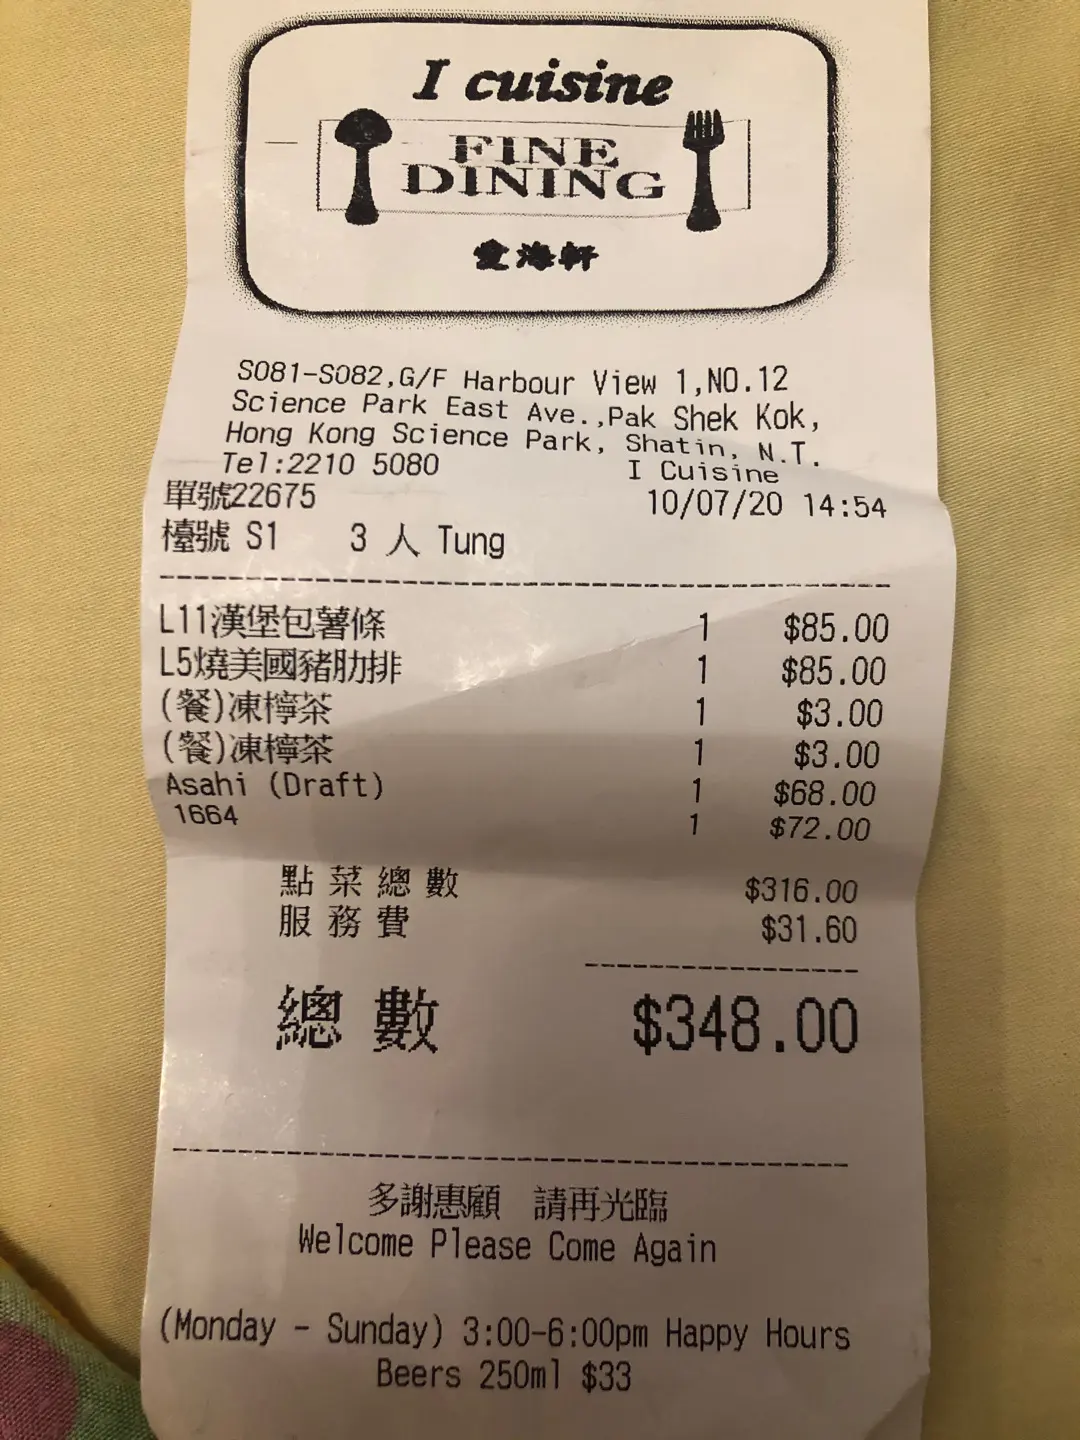 I cuisine
FINE
DINING
愛海軒
S081-S082,G/F Harbour View 1,NO.12
Science Park East Ave.,Pak Shek Kok,
Hong Kong Science Park, Shatin, N.T.
Tel:2210 5080 I Cuisine
單號22675 10/07/20 14:54
檯號 S1 3 人 Tung
L11漢堡包薯條 1 $85.00
L5燒美國豬肋排 1 $85.00
(餐)凍檸茶 1 $3.00
(餐)凍檸茶 1 $3.00
Asahi (Draft) 1 $68.00
1664 1 $72.00
點菜總數 $316.00
服務費 $31.60
總數 $348.00
多謝惠顧 請再光臨
Welcome Please Come Again
(Monday - Sunday) 3:00-6:00pm Happy Hours
Beers 250ml $33